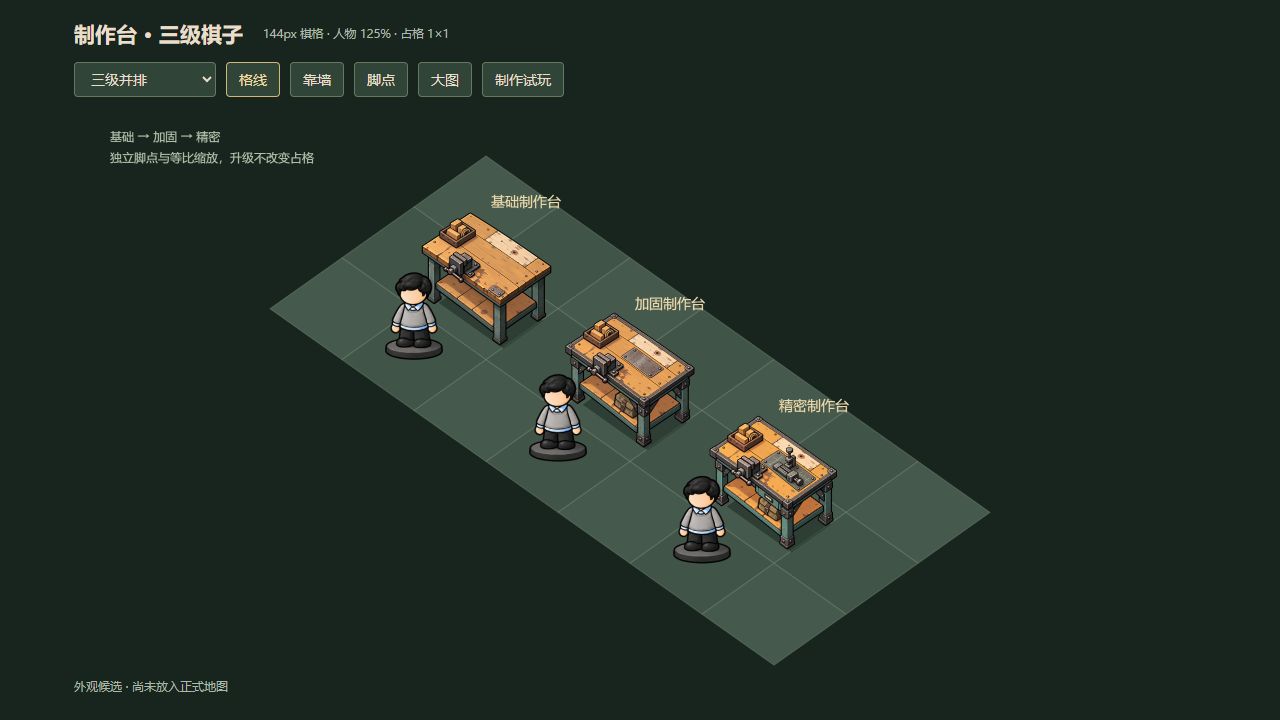 制作台 · 三级棋子
144px 棋格 · 人物 125% · 占格 1×1
三级并排
格线
靠墙
脚点
大图
制作试玩
基础 → 加固 → 精密
独立脚点与等比缩放，升级不改变占格
基础制作台
加固制作台
精密制作台
外观候选 · 尚未放入正式地图